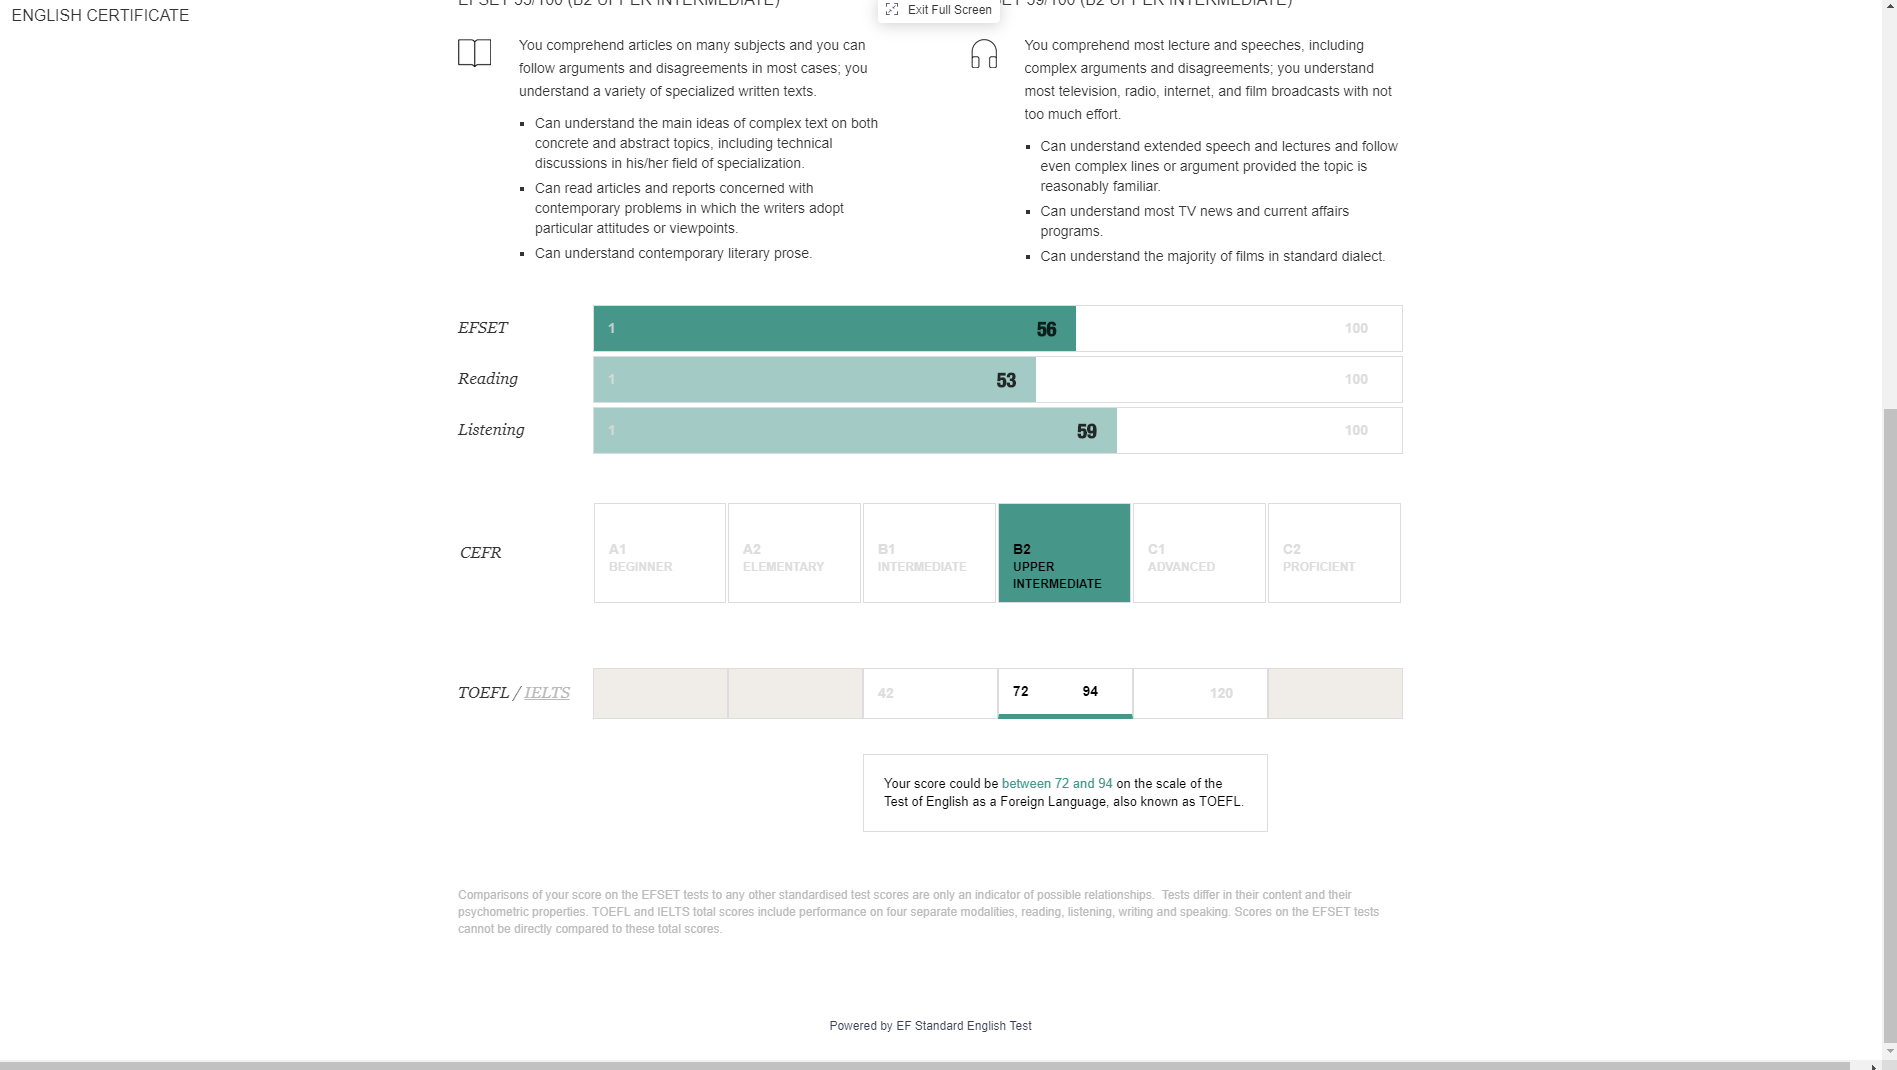 ENGLISH CERTIFICATE
EFSET 53/100 (B2 UPPER INTERMEDIATE)
Exit Full Screen
59/100 (B2 UPPER INTERMEDIATE)
You comprehend articles on many subjects and you can
follow arguments and disagreements in most cases; you
understand a variety of specialized written texts.
Can understand the main ideas of complex text on both
concrete and abstract topics, including technical
discussions in his/her field of specialization.
Can read articles and reports concerned with
contemporary problems in which the writers adopt
particular attitudes or viewpoints.
Can understand contemporary literary prose.
You comprehend most lecture and speeches, including
complex arguments and disagreements; you understand
most television, radio, internet, and film broadcasts with not
too much effort.
Can understand extended speech and lectures and follow
even complex lines or argument provided the topic is
reasonably familiar.
Can understand most TV news and current affairs
programs.
Can understand the majority of films in standard dialect.
EFSET 1 56 100
Reading 1 53 100
Listening 1 59 100
CEFR
A1
BEGINNER
A2
ELEMENTARY
B1
INTERMEDIATE
B2
UPPER
INTERMEDIATE
C1
ADVANCED
C2
PROFICIENT
TOEFL / IELTS 42 72 94 120
Your score could be between 72 and 94 on the scale of the
Test of English as a Foreign Language, also known as TOEFL.
Comparisons of your score on the EFSET tests to any other standardised test scores are only an indicator of possible relationships. Tests differ in their content and their
psychometric properties. TOEFL and IELTS total scores include performance on four separate modalities, reading, listening, writing and speaking. Scores on the EFSET tests
cannot be directly compared to these total scores.
Powered by EF Standard English Test